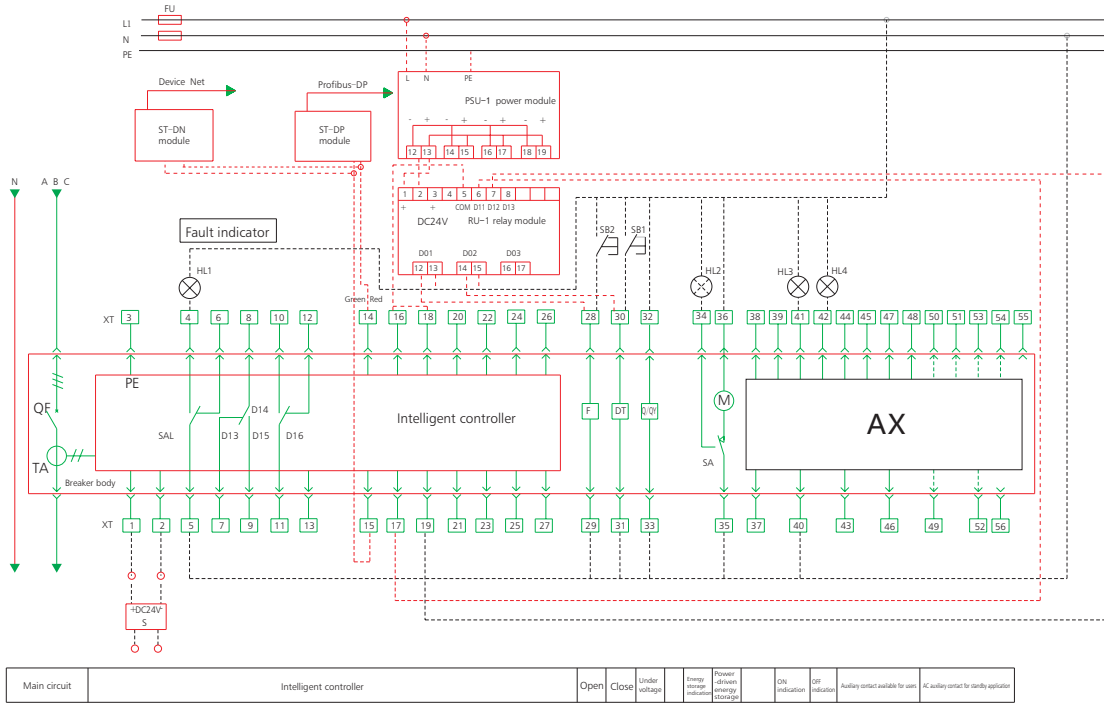 FU
L1
N
PE
Device Net
Profibus-DP
L N PE
PSU-1 power module
- + - + - + - +
12 13 14 15 16 17 18 19
ST-DN
module
ST-DP
module
N A B C
1 2 3 4 5 6 7 8
+ + COM D11 D12 D13
DC24V RU-1 relay module
D01 D02 D03
12 13 14 15 16 17
Fault indicator
SB2 SB1
HL1 HL2 HL3 HL4
Green Red
XT 3 4 6 8 10 12 14 16 18 20 22 24 26 28 30 32 34 36 38 39 41 42 44 45 47 48 50 51 53 54 55
PE
QF
SAL D13 D14 D15 D16
Intelligent controller
F DT Q/QY M
SA
AX
TA
Breaker body
XT 1 2 5 7 9 11 13 15 17 19 21 23 25 27 29 31 33 35 37 40 43 46 49 52 56
+DC24V-
S
Main circuit
Intelligent controller
Open
Close
Under
voltage
Energy
storage
indication
Power
-driven
energy
storage
ON
indication
OFF
indication
Auxiliary contact available for users
AC auxiliary contact for standby application